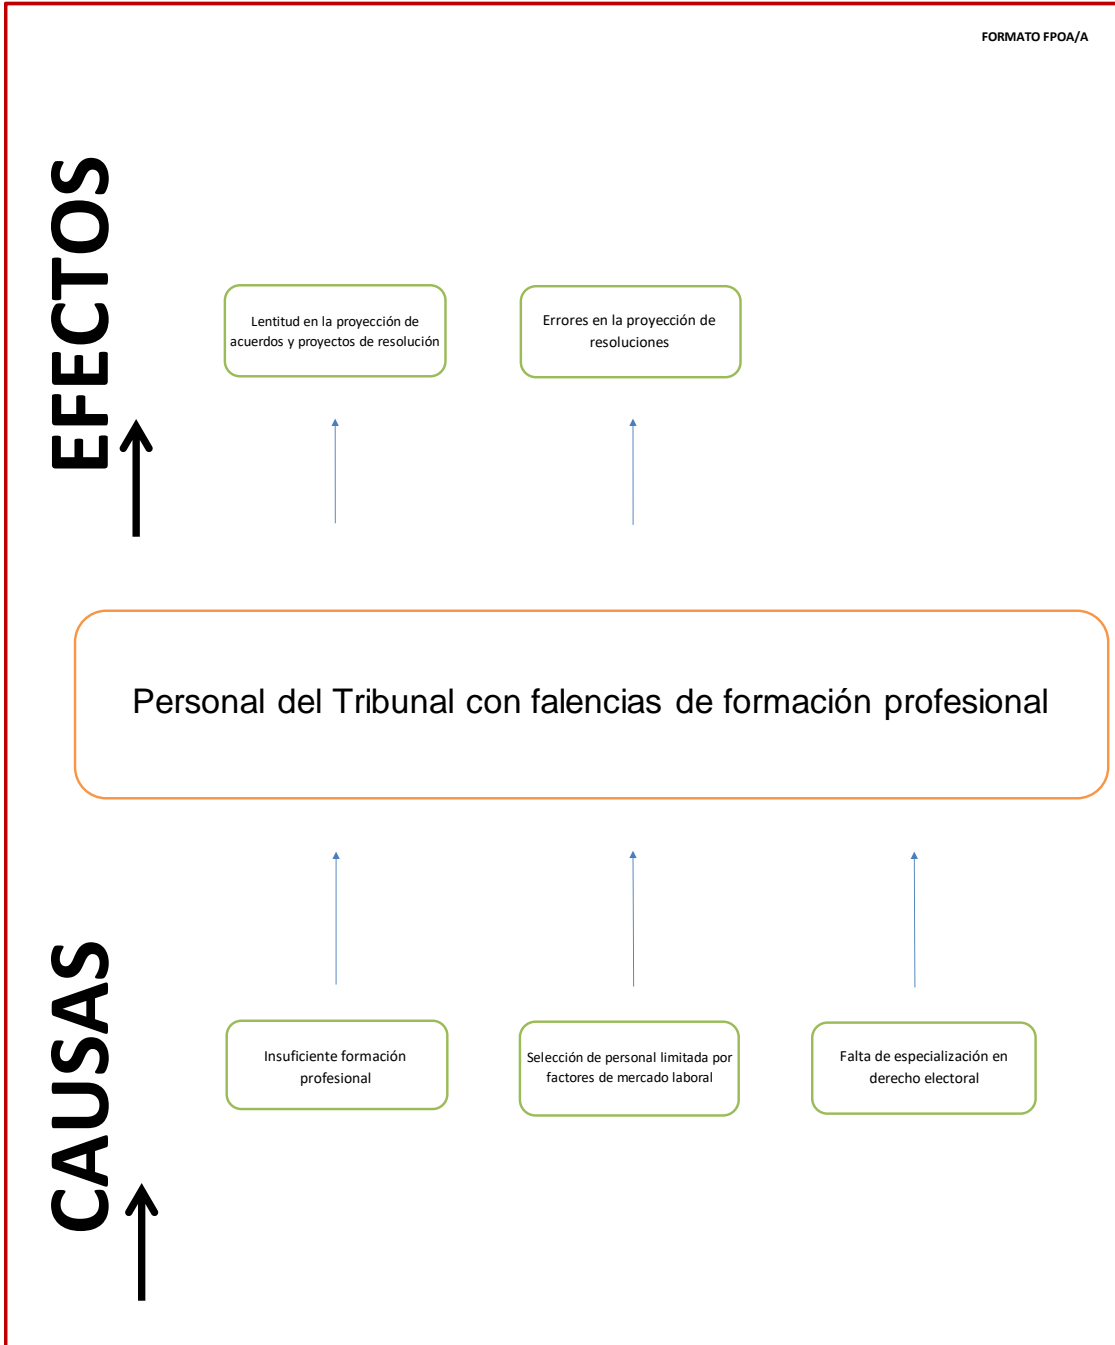 FORMATO FPOA/A
EFECTOS
Lentitud en la proyección de
acuerdos y proyectos de resolución
Errores en la proyección de
resoluciones
Personal del Tribunal con falencias de formación profesional
CAUSAS
Insuficiente formación
profesional
Selección de personal limitada por
factores de mercado laboral
Falta de especialización en
derecho electoral